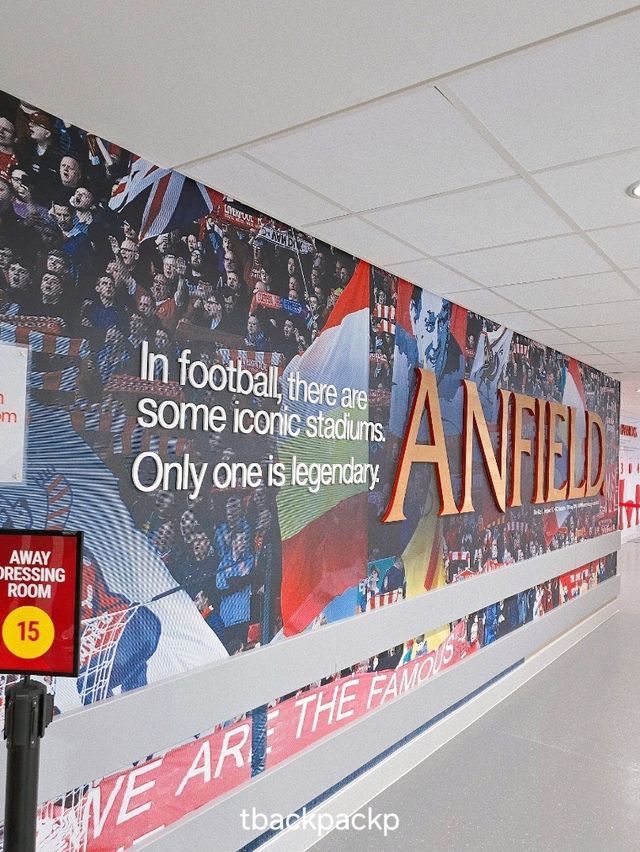 LIVERPOOL
In football, there are
some iconic stadiums.
Only one is legendary.
ANFIELD
AWAY
DRESSING
ROOM
15
WE ARE THE FAMOUS
tbackpackp